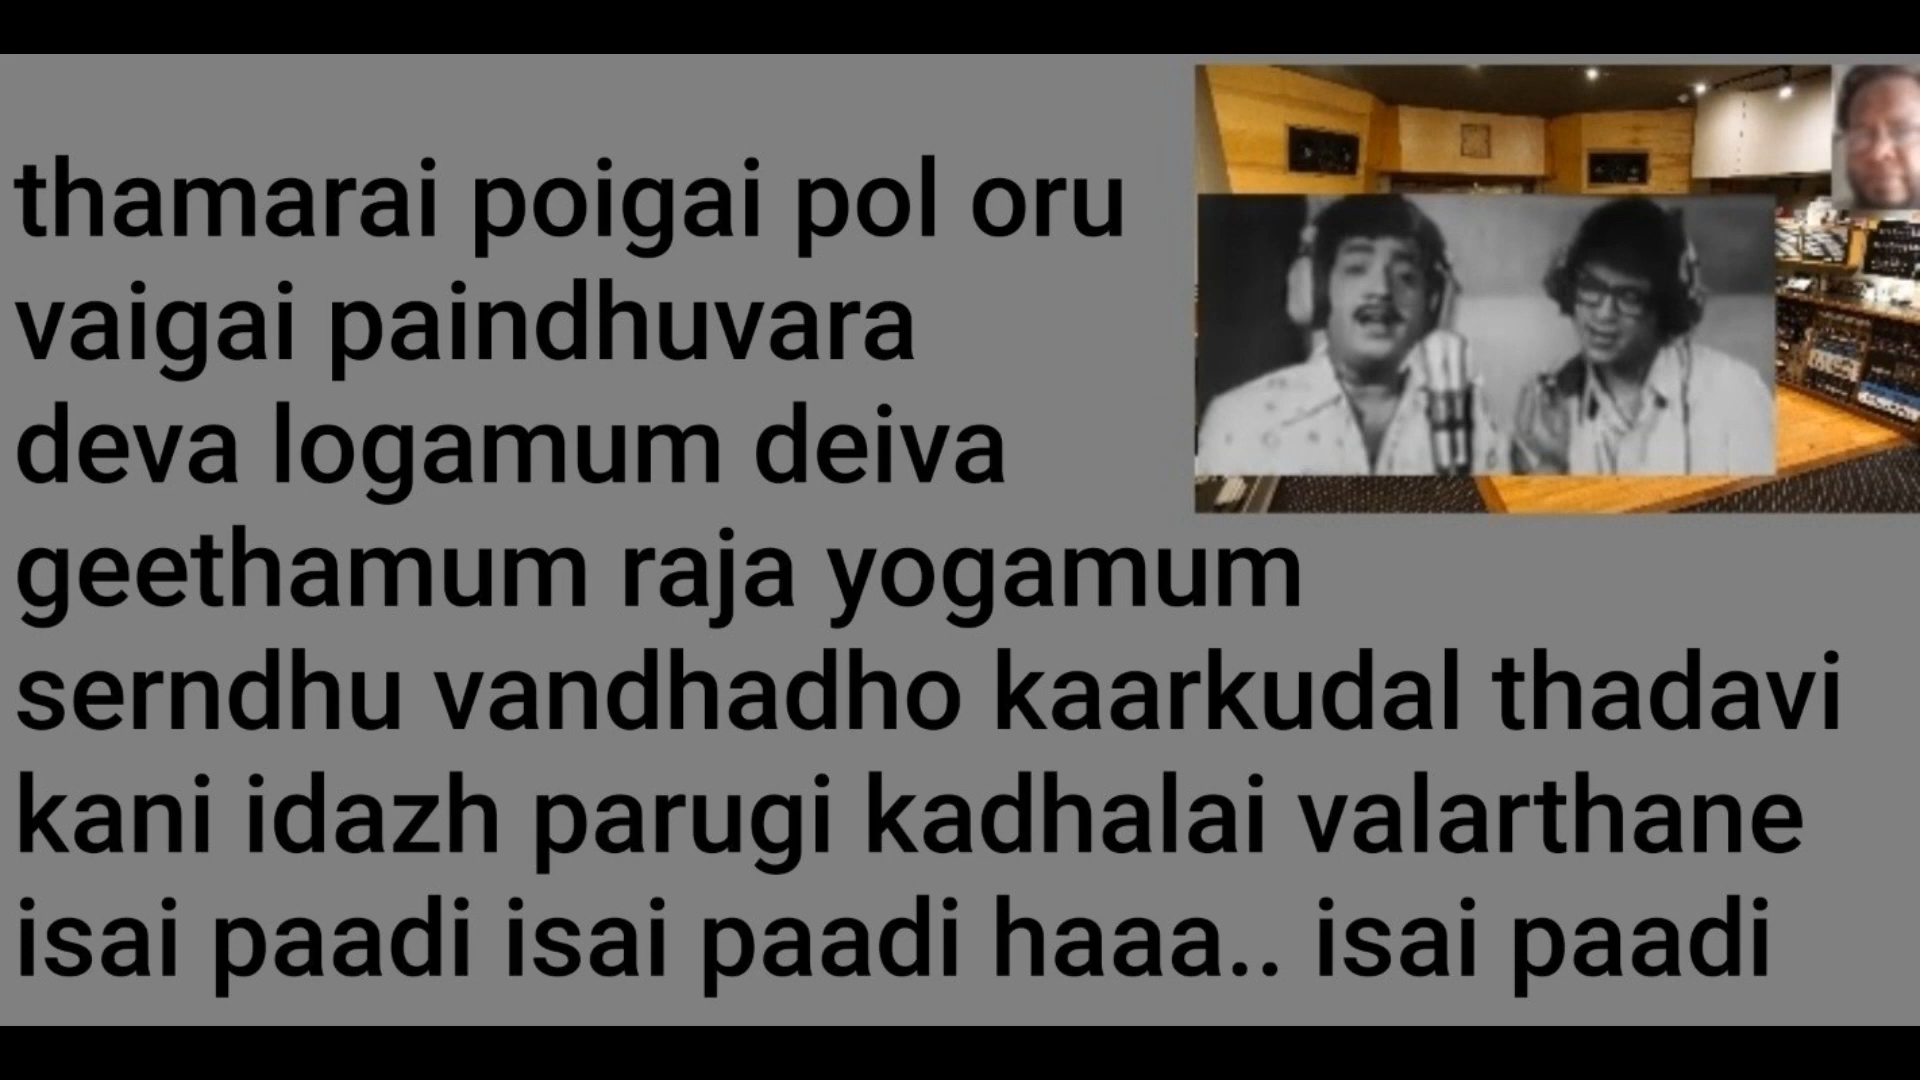 thamarai poigai pol oru
vaigai paindhuvara
deva logamum deiva
geethamum raja yogamum
serndhu vandhadho kaarkudal thadavi
kani idazh parugi kadhalai valarthane
isai paadi isai paadi haaa.. isai paadi